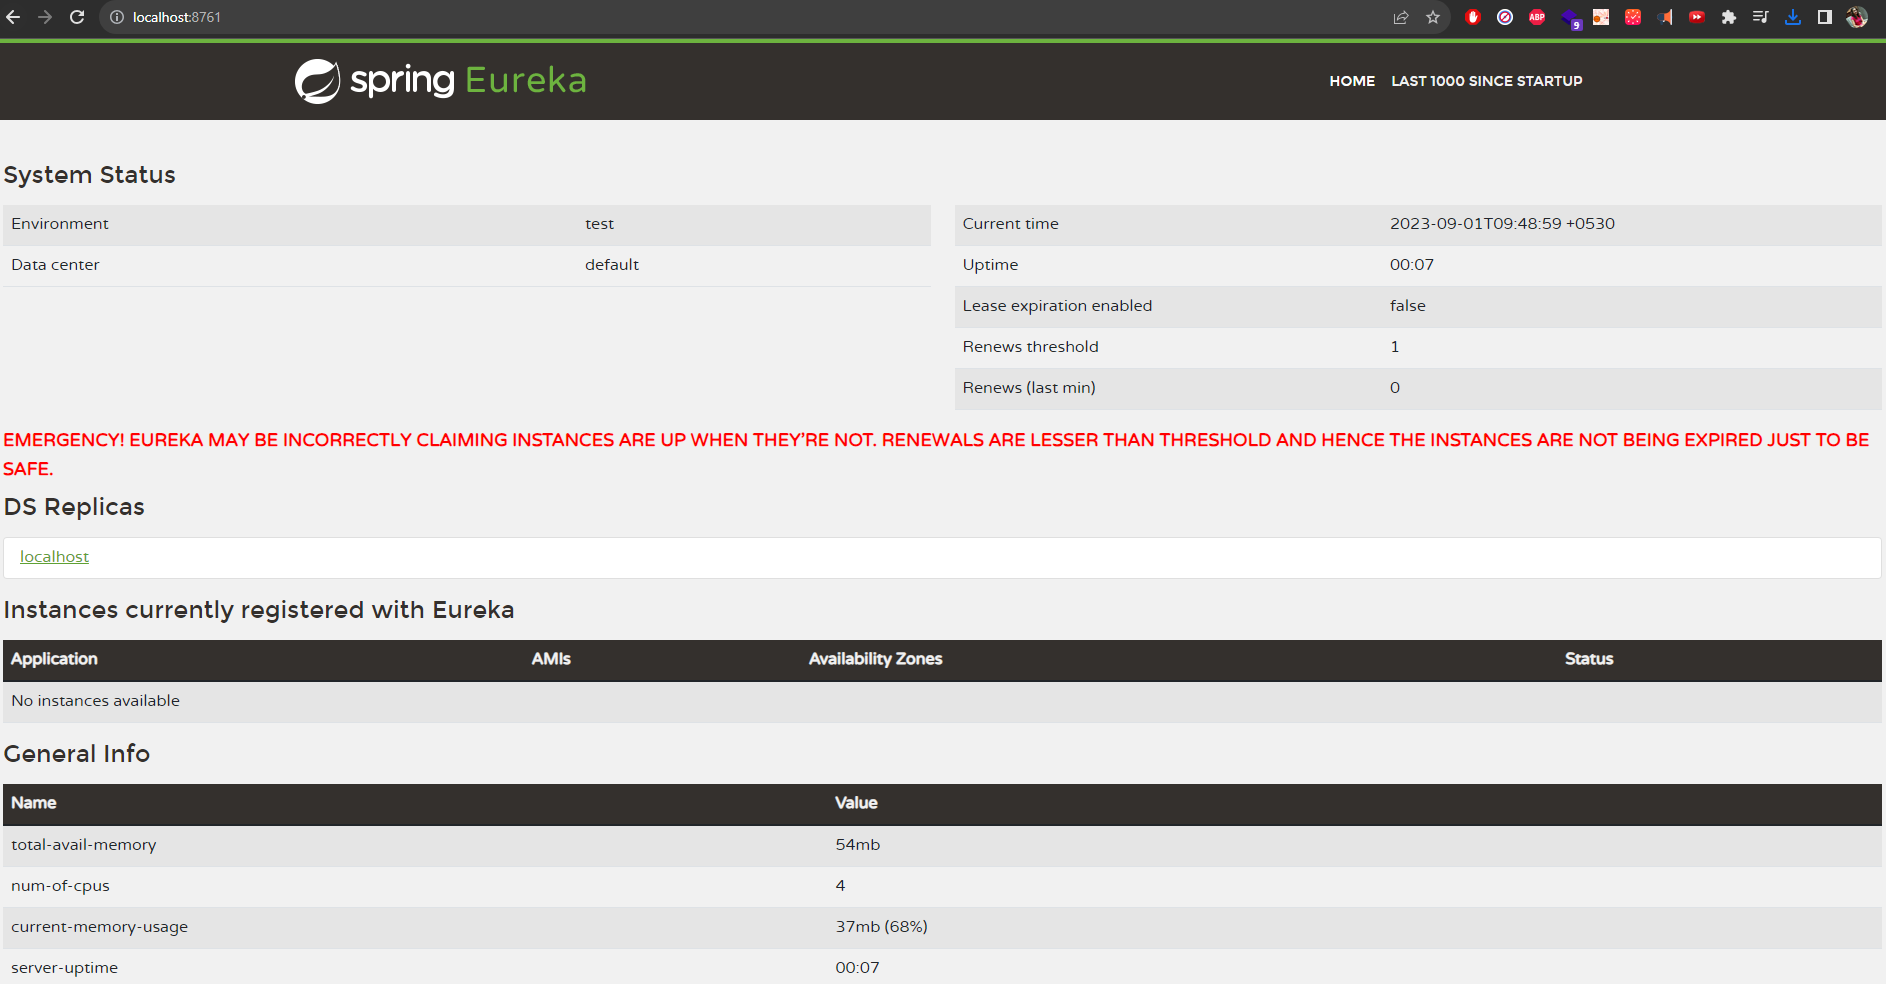 localhost:8761
ABP
9
spring Eureka
HOME LAST 1000 SINCE STARTUP
System Status
Environment test
Data center default
Current time 2023-09-01T09:48:59 +0530
Uptime 00:07
Lease expiration enabled false
Renews threshold 1
Renews (last min) 0
EMERGENCY! EUREKA MAY BE INCORRECTLY CLAIMING INSTANCES ARE UP WHEN THEY'RE NOT. RENEWALS ARE LESSER THAN THRESHOLD AND HENCE THE INSTANCES ARE NOT BEING EXPIRED JUST TO BE
SAFE.
DS Replicas
localhost
Instances currently registered with Eureka
Application AMIs Availability Zones Status
No instances available
General Info
Name Value
total-avail-memory 54mb
num-of-cpus 4
current-memory-usage 37mb (68%)
server-uptime 00:07